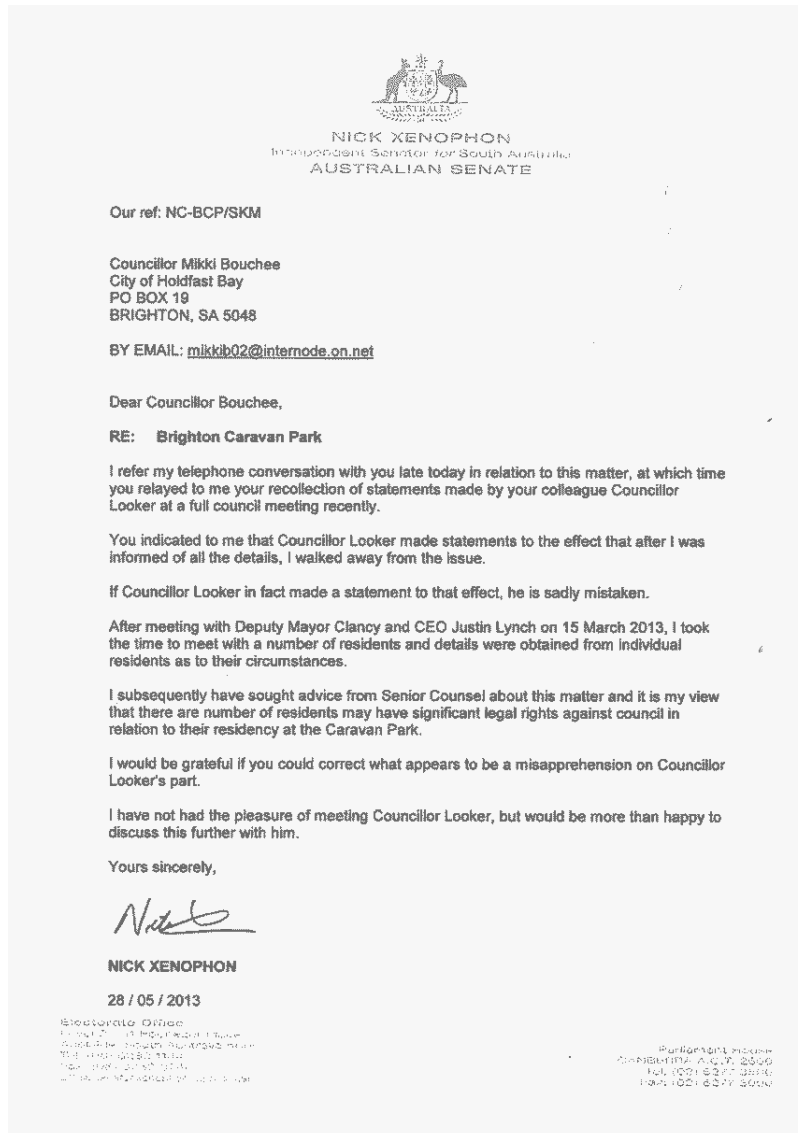 AUSTRALIA
NICK XENOPHON
Independent Senator for South Australia
AUSTRALIAN SENATE
Our ref: NC-BCP/SKM
Councillor Mikki Bouchee
City of Holdfast Bay
PO BOX 19
BRIGHTON, SA 5048
BY EMAIL: mikkib02@internode.on.net
Dear Councillor Bouchee,
RE: Brighton Caravan Park
I refer my telephone conversation with you late today in relation to this matter, at which time
you relayed to me your recollection of statements made by your colleague Councillor
Looker at a full council meeting recently.
You indicated to me that Councillor Looker made statements to the effect that after I was
informed of all the details, I walked away from the issue.
If Councillor Looker in fact made a statement to that effect, he is sadly mistaken.
After meeting with Deputy Mayor Clancy and CEO Justin Lynch on 15 March 2013, I took
the time to meet with a number of residents and details were obtained from individual
residents as to their circumstances.
I subsequently have sought advice from Senior Counsel about this matter and it is my view
that there are number of residents may have significant legal rights against council in
relation to their residency at the Caravan Park.
I would be grateful if you could correct what appears to be a misapprehension on Councillor
Looker's part.
I have not had the pleasure of meeting Councillor Looker, but would be more than happy to
discuss this further with him.
Yours sincerely,
NICK XENOPHON
28 / 05 / 2013
Electorate Office
South Australia
Parliament House
CANBERRA A.C.T. 2600
Tel: (02) 6277
Fax: (02) 6277